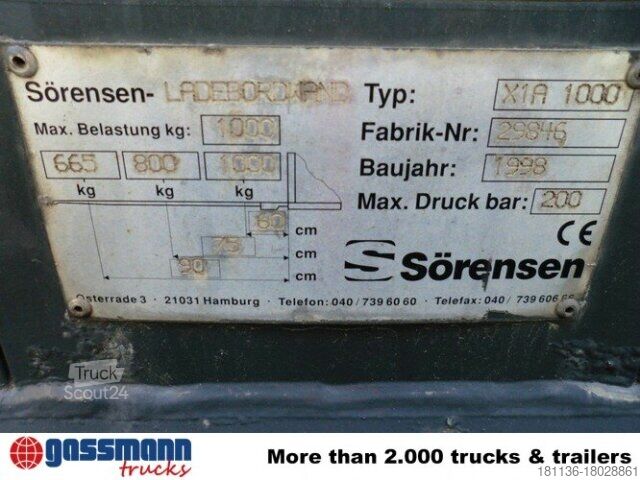 Sörensen- LADEBORDWAND
Max. Belastung kg: 1000
665 800 1000
kg kg kg
60 cm
75 cm
90 cm
Typ: X1A 1000
Fabrik-Nr: 29846
Baujahr: 1998
Max. Druck bar: 200
CE
S Sörensen
Osterrade 3 · 21031 Hamburg · Telefon: 040 / 739 60 60 · Telefax: 040 / 739 606 66
Truck
Scout24
gassmann
trucks
More than 2.000 trucks & trailers
181136-18028861